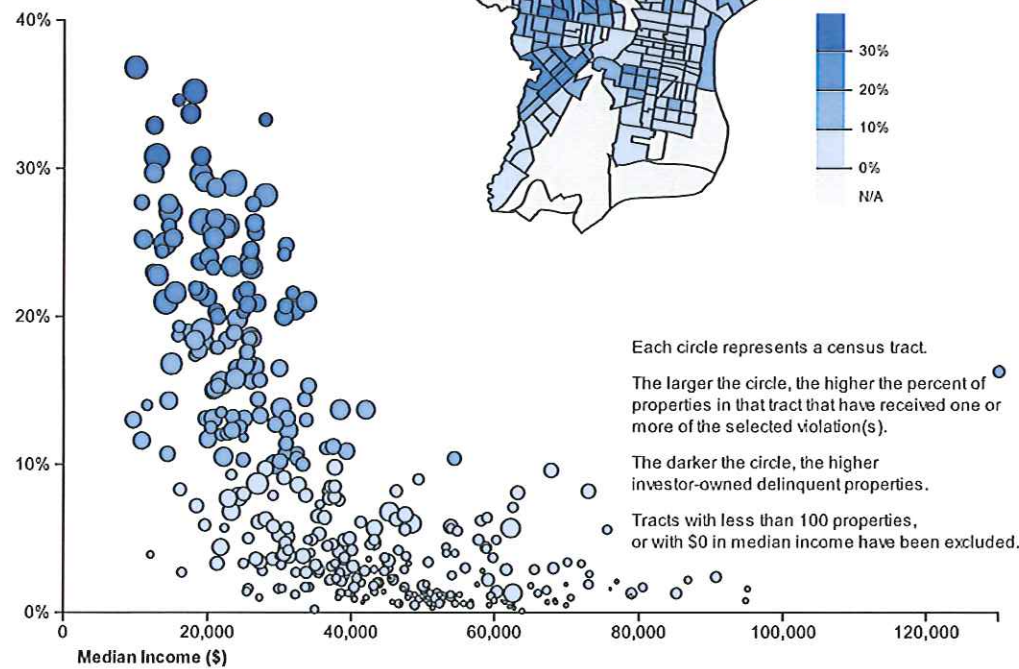 40%
30%
20%
10%
0%
30%
20%
10%
0%
N/A
Each circle represents a census tract.
The larger the circle, the higher the percent of
properties in that tract that have received one or
more of the selected violation(s).
The darker the circle, the higher
investor-owned delinquent properties.
Tracts with less than 100 properties,
or with $0 in median income have been excluded.
0
20,000
40,000
60,000
80,000
100,000
120,000
Median Income ($)